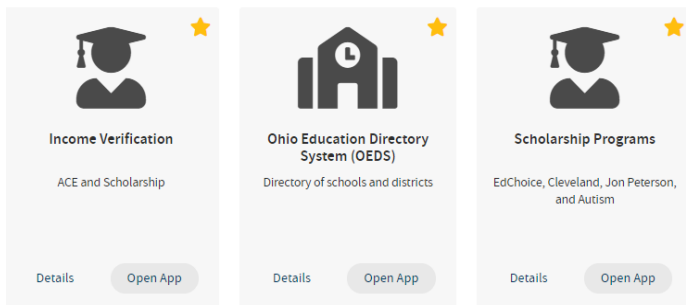 Income Verification
ACE and Scholarship
Details
Open App
Ohio Education Directory
System (OEDS)
Directory of schools and districts
Details
Open App
Scholarship Programs
EdChoice, Cleveland, Jon Peterson,
and Autism
Details
Open App